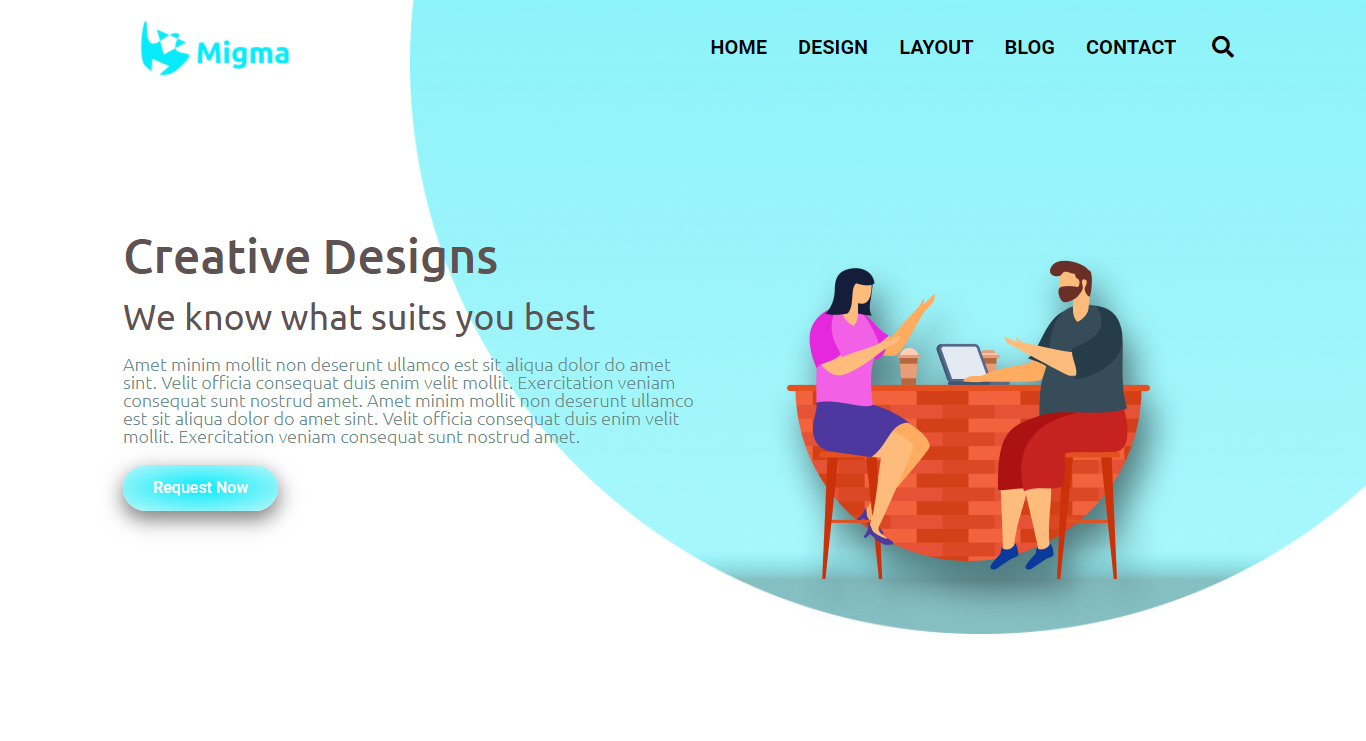 Migma
HOME DESIGN LAYOUT BLOG CONTACT
Creative Designs
We know what suits you best
Amet minim mollit non deserunt ullamco est sit aliqua dolor do amet
sint. Velit officia consequat duis enim velit mollit. Exercitation veniam
consequat sunt nostrud amet. Amet minim mollit non deserunt ullamco
est sit aliqua dolor do amet sint. Velit officia consequat duis enim velit
mollit. Exercitation veniam consequat sunt nostrud amet.
Request Now